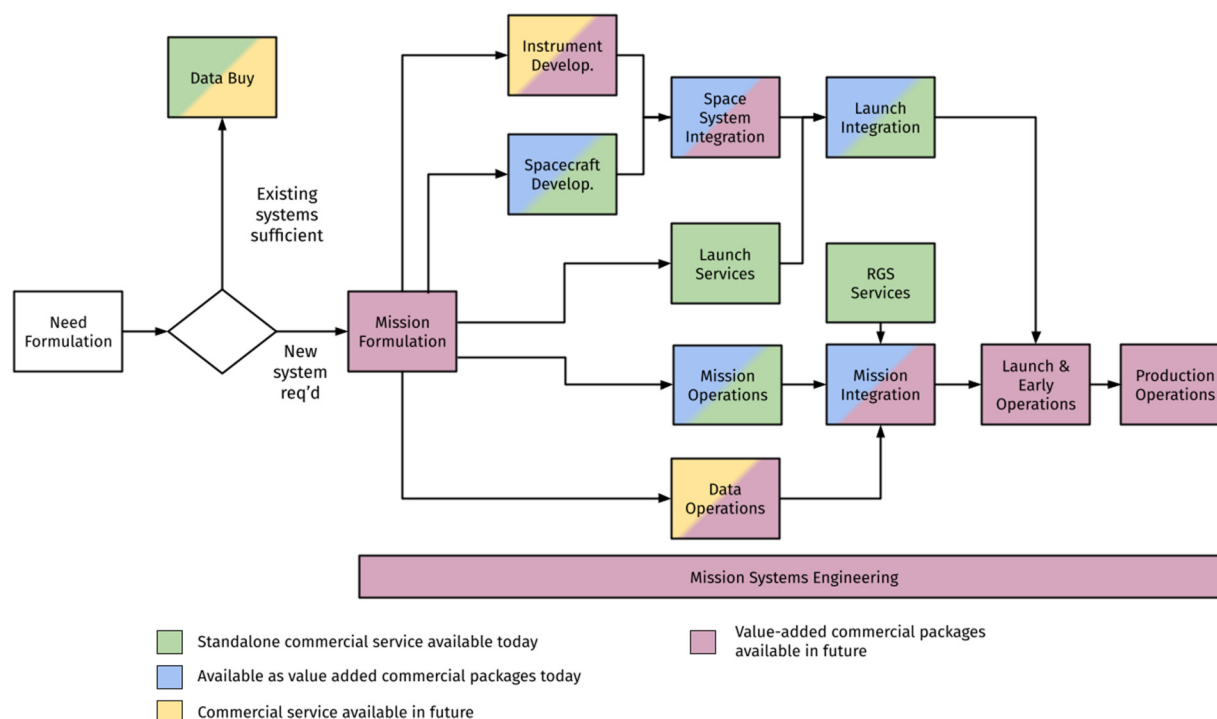 Data Buy
Instrument
Develop.
Space
System
Integration
Launch
Integration
Spacecraft
Develop.
Existing
systems
sufficient
Launch
Services
RGS
Services
Need
Formulation
New
system
req'd
Mission
Formulation
Mission
Operations
Mission
Integration
Launch &
Early
Operations
Production
Operations
Data
Operations
Mission Systems Engineering
Standalone commercial service available today
Available as value added commercial packages today
Commercial service available in future
Value-added commercial packages
available in future